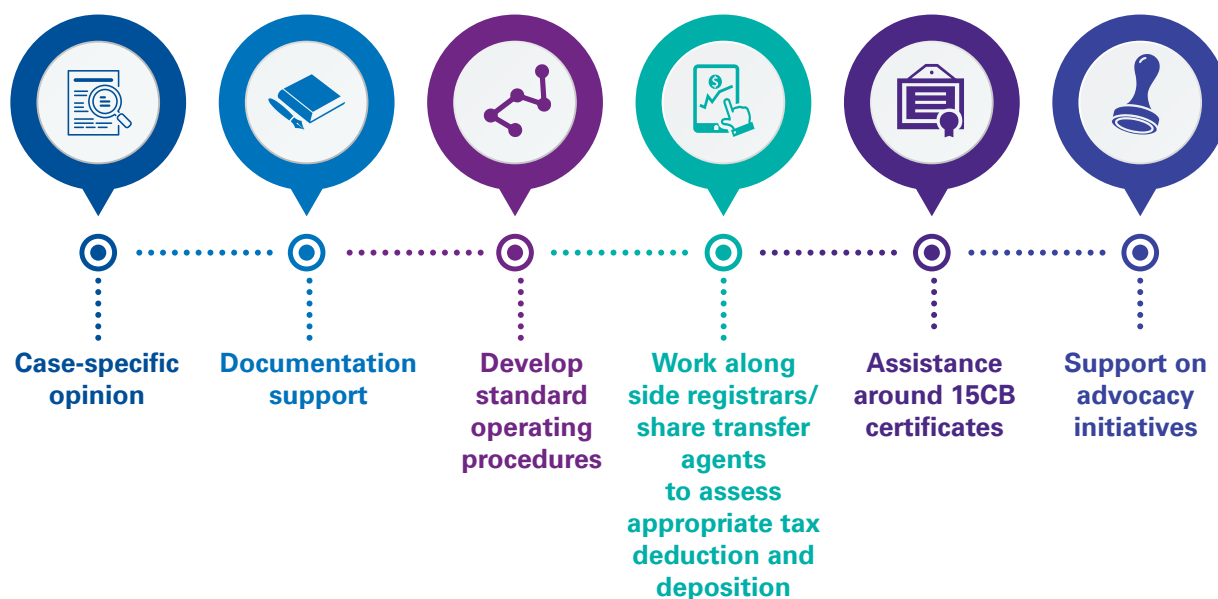 Case-specific
opinion
Documentation
support
Develop
standard
operating
procedures
Work along
side registrars/
share transfer
agents
to assess
appropriate tax
deduction and
deposition
Assistance
around 15CB
certificates
Support on
advocacy
initiatives